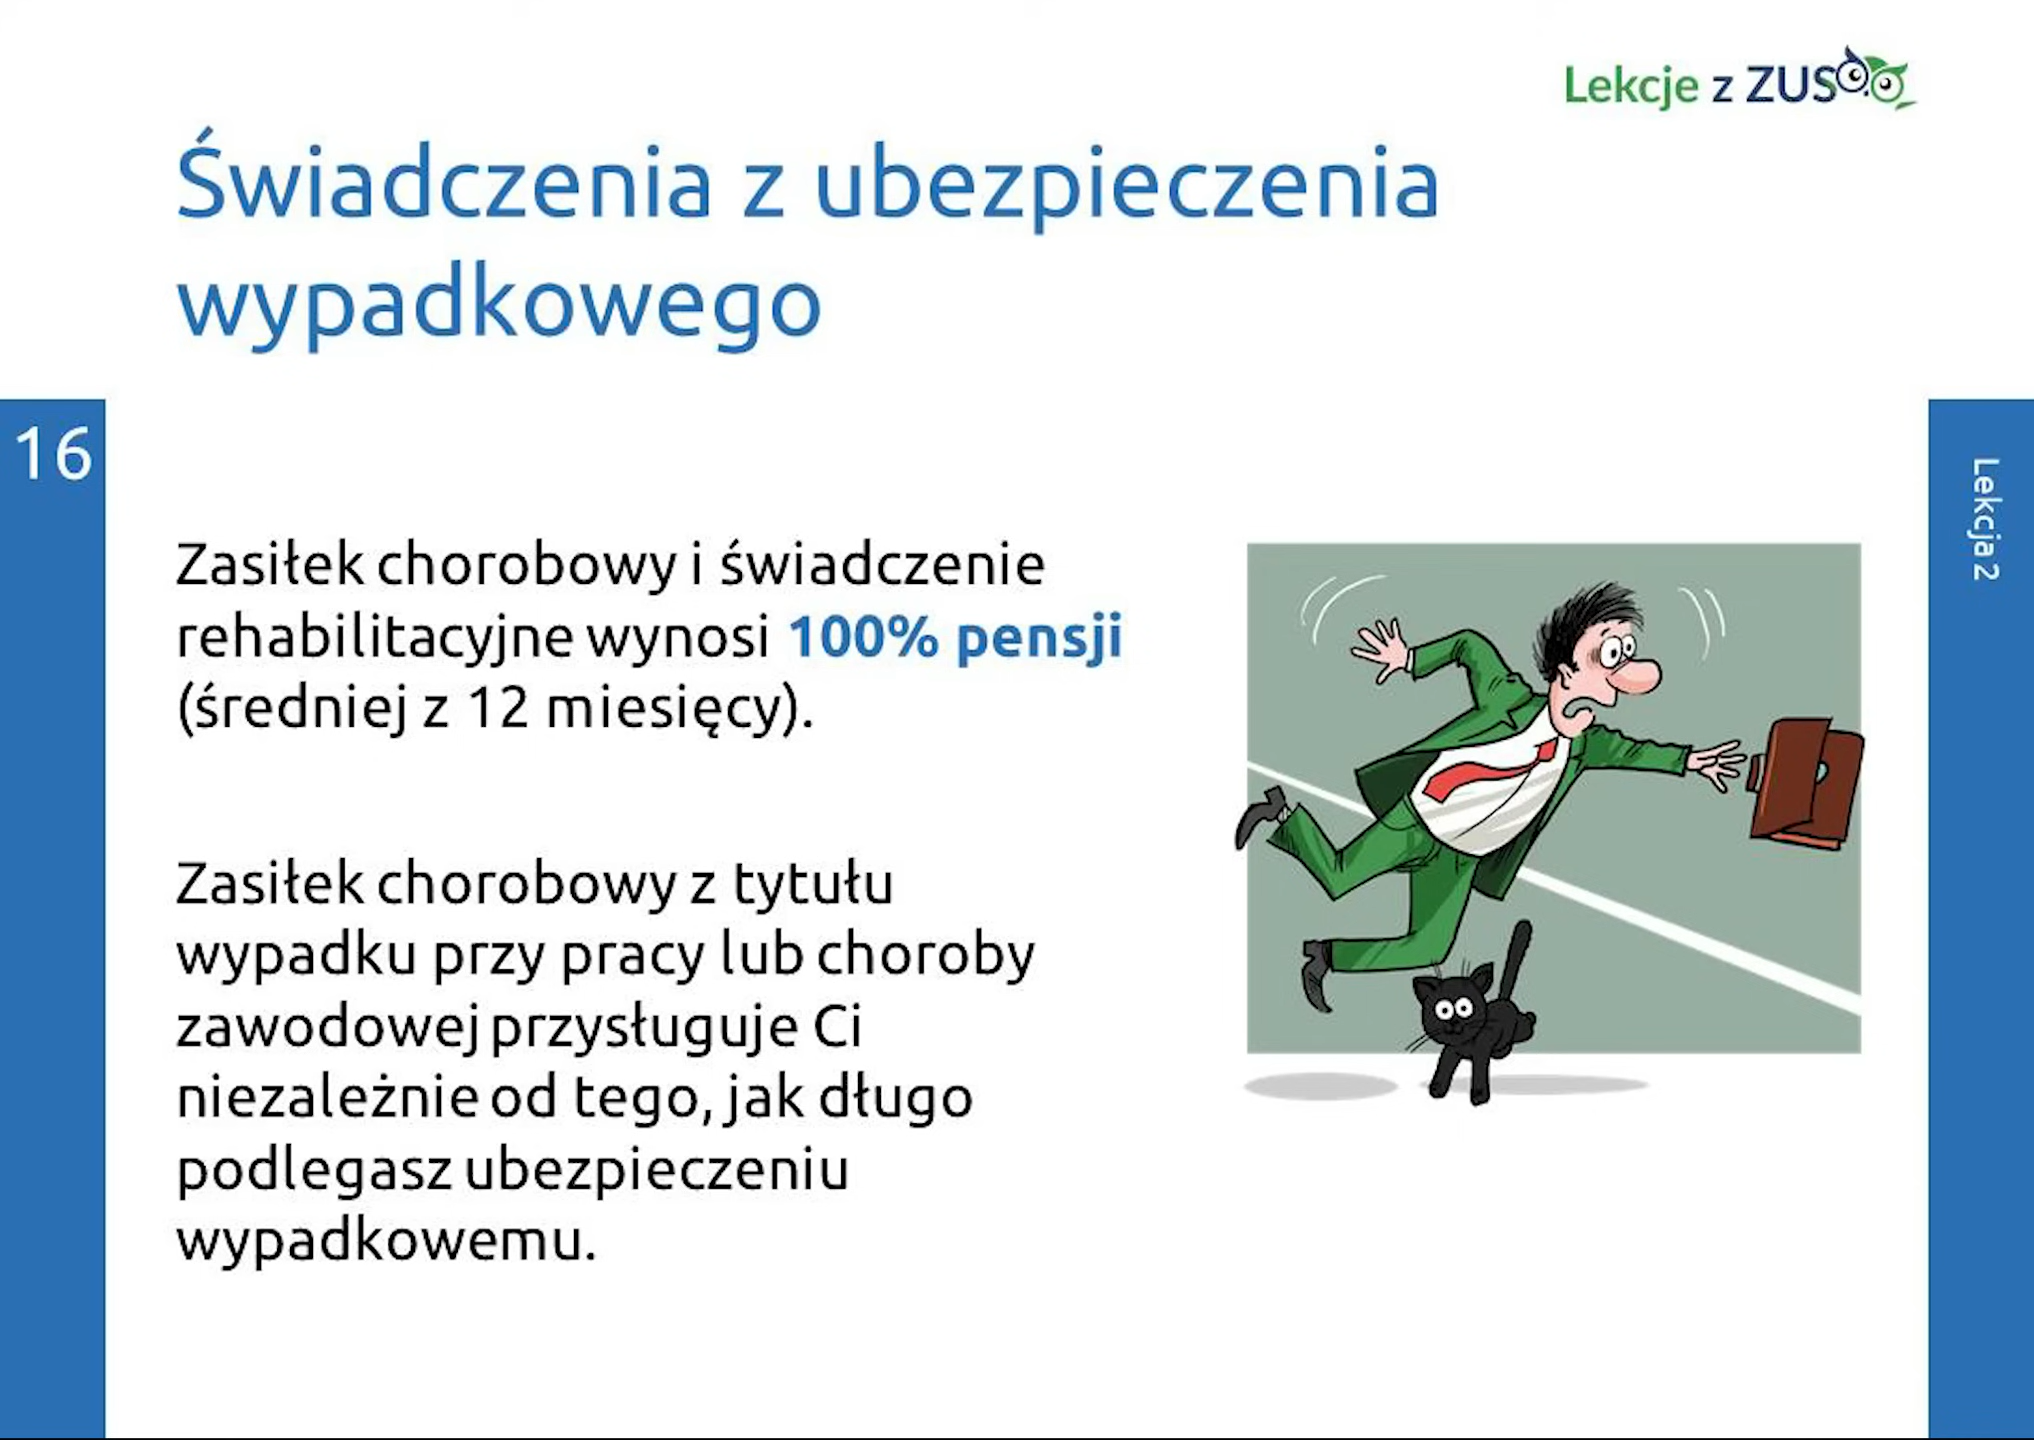 Lekcje z ZUS
Świadczenia z ubezpieczenia
wypadkowego
16
Lekcja 2
Zasiłek chorobowy i świadczenie
rehabilitacyjne wynosi 100% pensji
(średniej z 12 miesięcy).
Zasiłek chorobowy z tytułu
wypadku przy pracy lub choroby
zawodowej przysługuje Ci
niezależnie od tego, jak długo
podlegasz ubezpieczeniu
wypadkowemu.